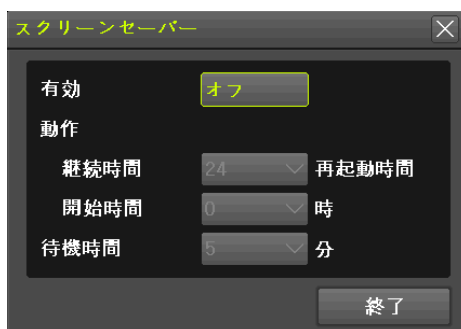 スクリーンセーバー
有効 オフ
動作
継続時間 24 再起動時間
開始時間 0 時
待機時間 5 分
終了